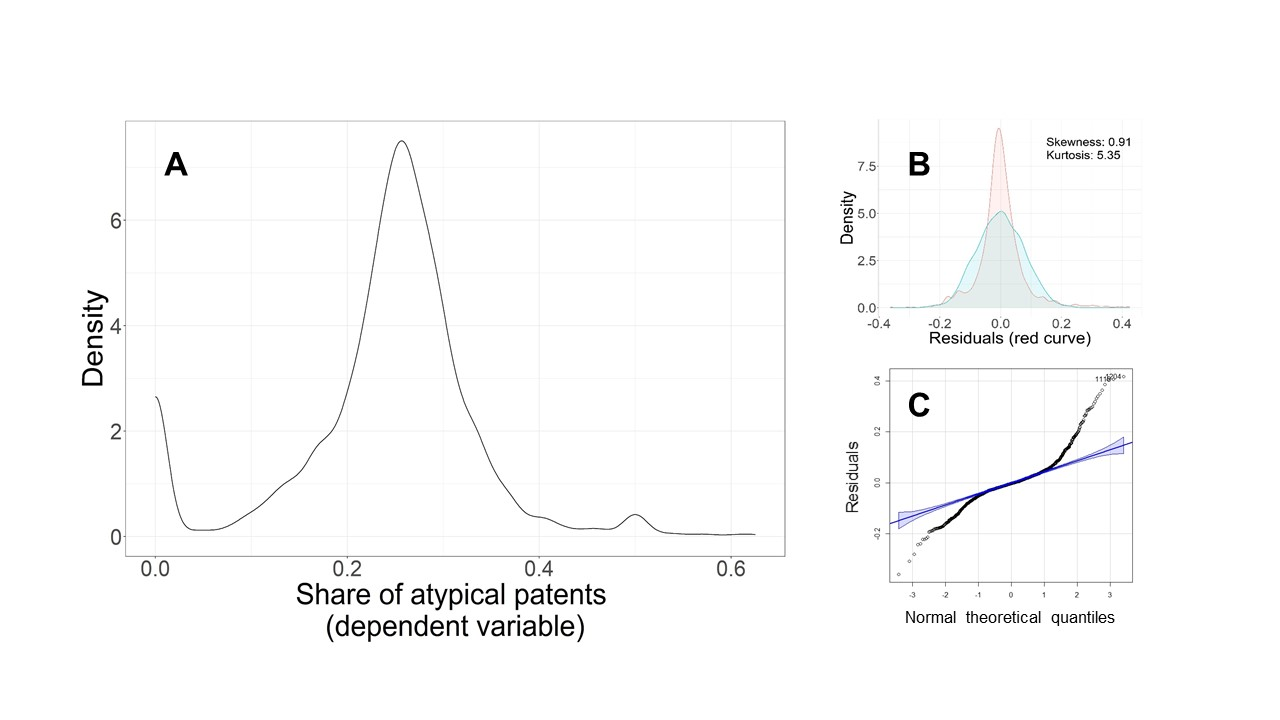 A
Density
6
4
2
0
0.0 0.2 0.4 0.6
Share of atypical patents
(dependent variable)
B
Skewness: 0.91
Kurtosis: 5.35
Density
7.5
5.0
2.5
0.0
-0.4 -0.2 0.0 0.2 0.4
Residuals (red curve)
C
1204
Residuals
0.4
0.2
0.0
-0.2
-3 -2 -1 0 1 2 3
Normal theoretical quantiles